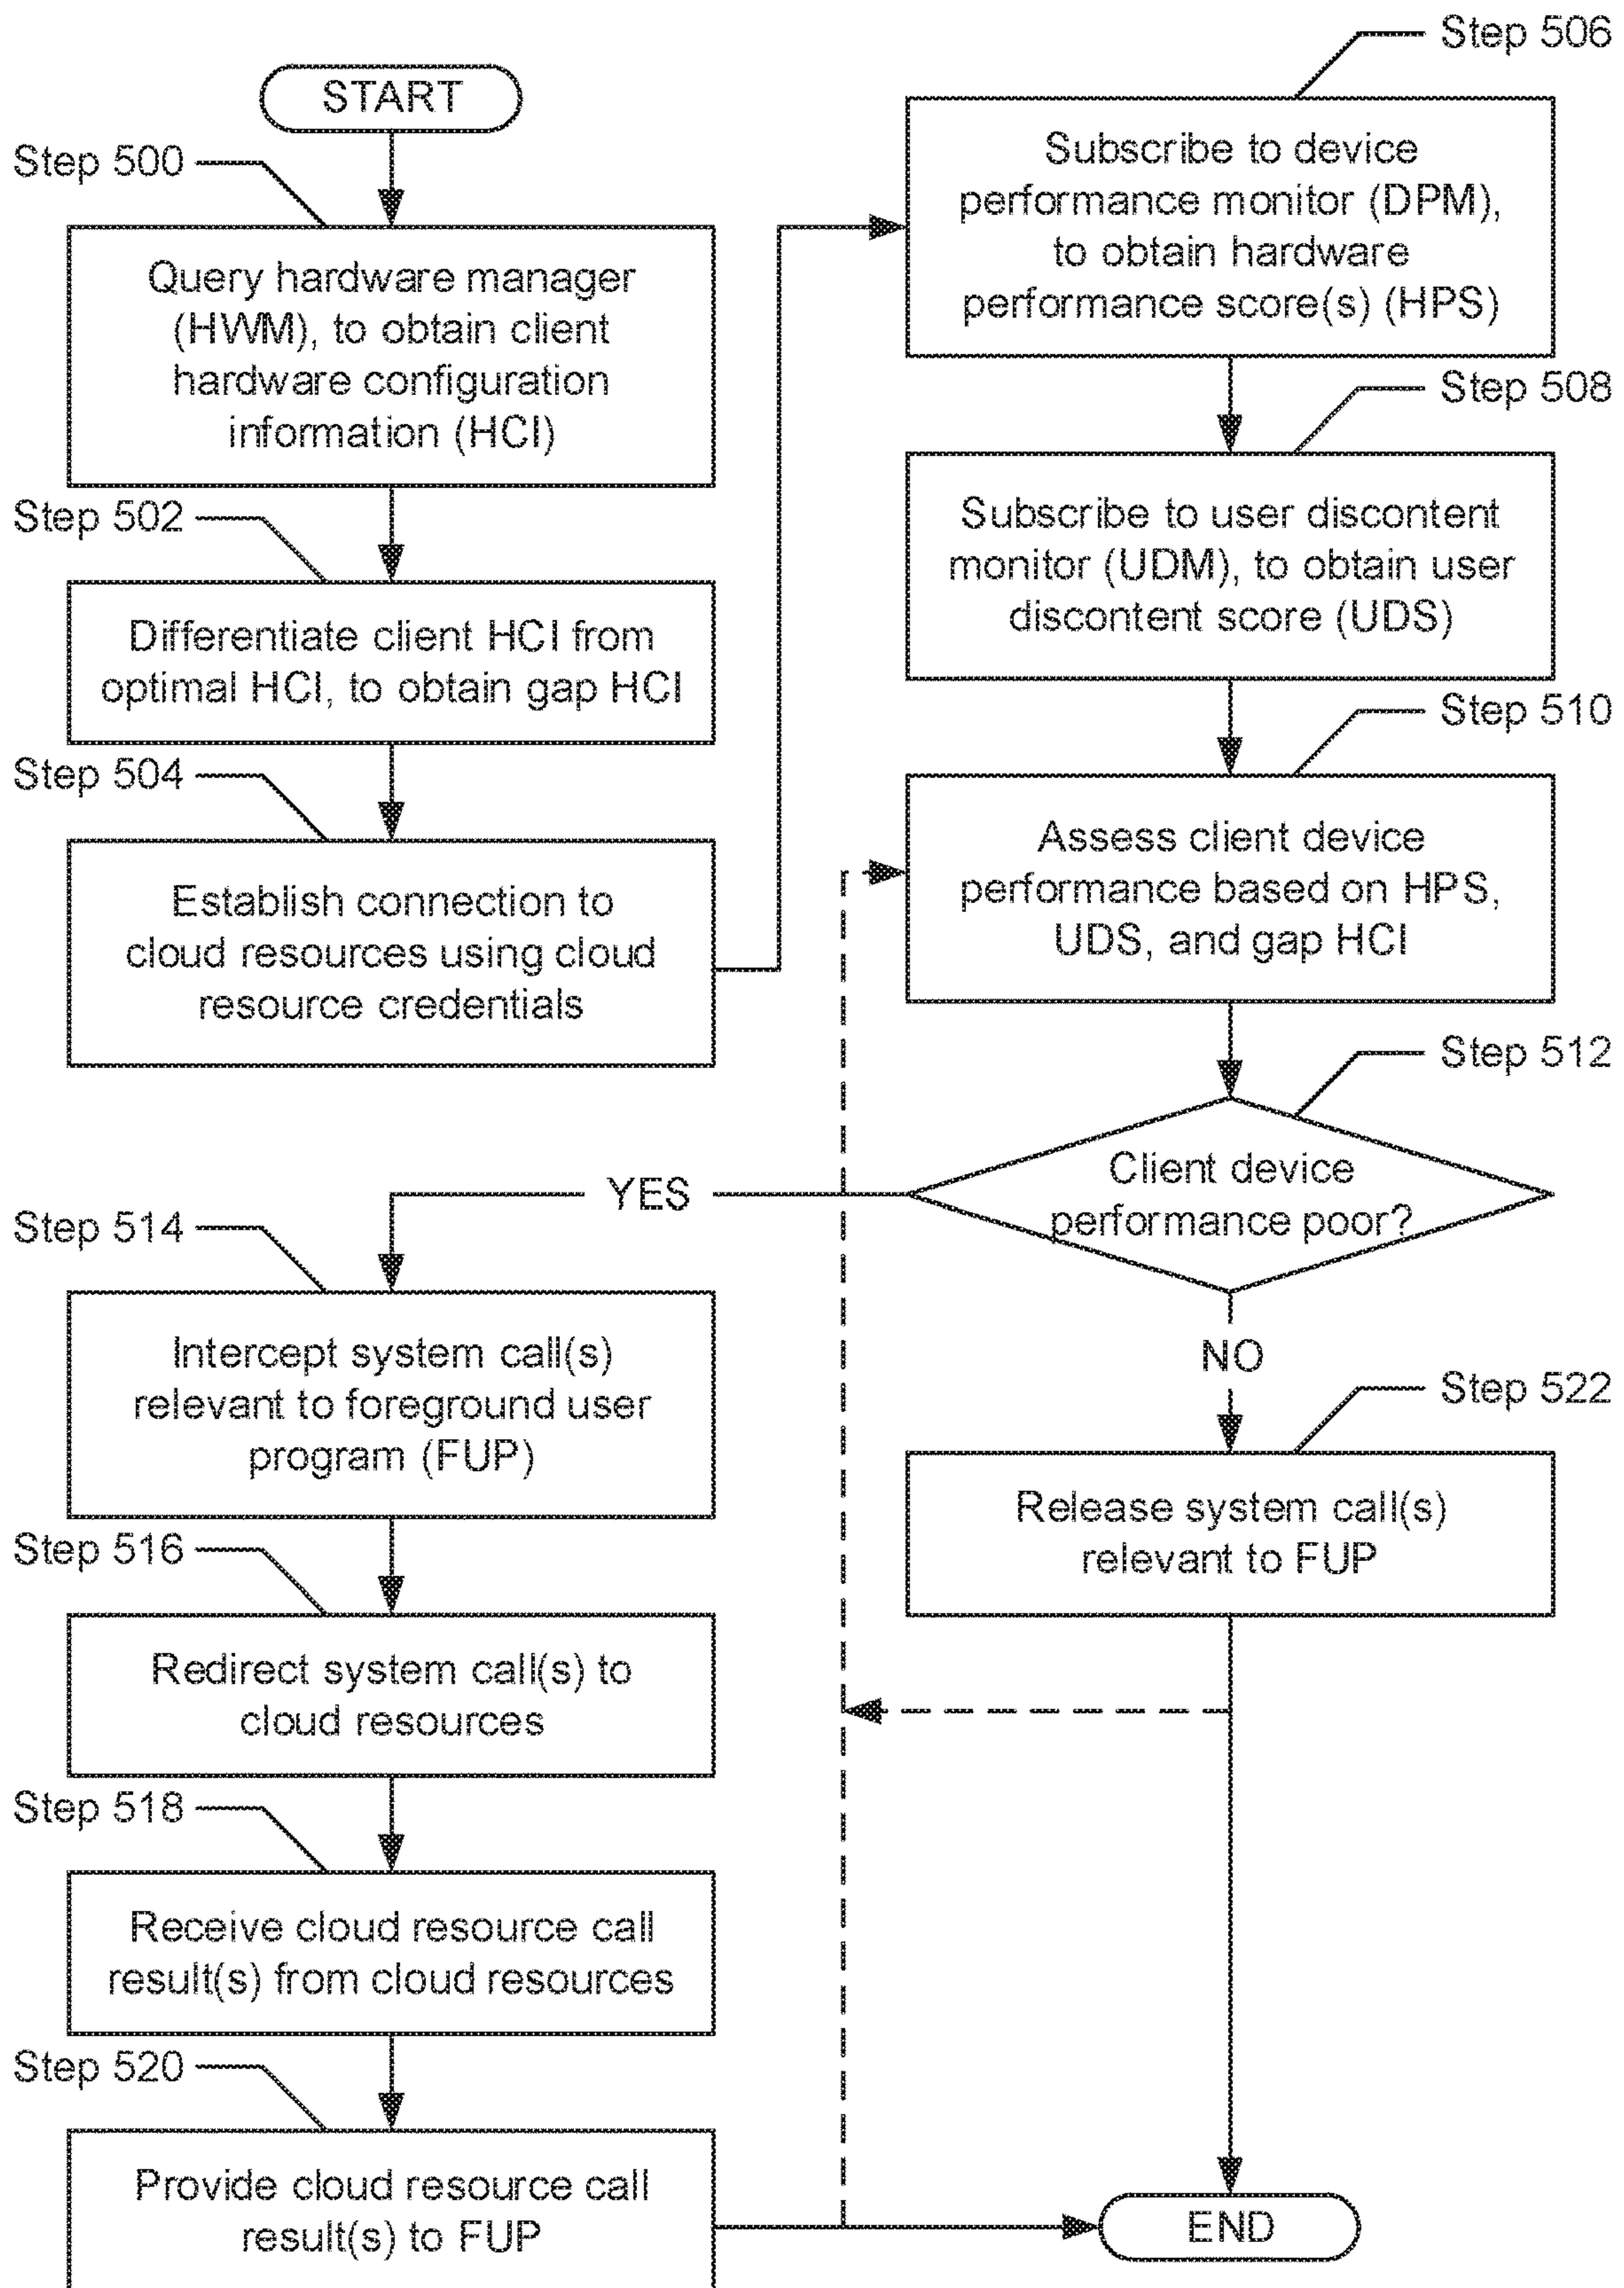 START
Step 500
Query hardware manager
(HWM), to obtain client
hardware configuration
information (HCI)
Step 502
Differentiate client HCI from
optimal HCI, to obtain gap HCI
Step 504
Establish connection to
cloud resources using cloud
resource credentials
Step 506
Subscribe to device
performance monitor (DPM),
to obtain hardware
performance score(s) (HPS)
Step 508
Subscribe to user discontent
monitor (UDM), to obtain user
discontent score (UDS)
Step 510
Assess client device
performance based on HPS,
UDS, and gap HCI
Step 512
Client device
performance poor?
YES
Step 514
Intercept system call(s)
relevant to foreground user
program (FUP)
Step 516
Redirect system call(s) to
cloud resources
Step 518
Receive cloud resource call
result(s) from cloud resources
Step 520
Provide cloud resource call
result(s) to FUP
NO
Step 522
Release system call(s)
relevant to FUP
END